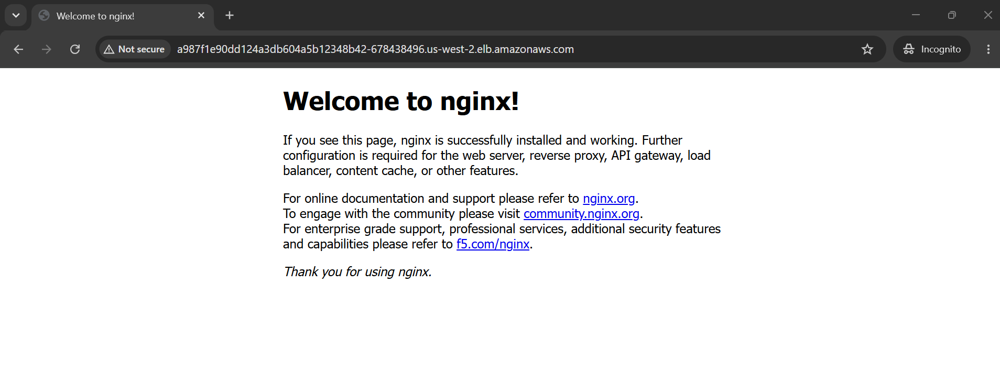 Welcome to nginx!
Not secure
a987f1e90dd124a3db604a5b12348b42-678438496.us-west-2.elb.amazonaws.com
Incognito
Welcome to nginx!
If you see this page, nginx is successfully installed and working. Further
configuration is required for the web server, reverse proxy, API gateway, load
balancer, content cache, or other features.
For online documentation and support please refer to nginx.org.
To engage with the community please visit community.nginx.org.
For enterprise grade support, professional services, additional security features
and capabilities please refer to f5.com/nginx.
Thank you for using nginx.